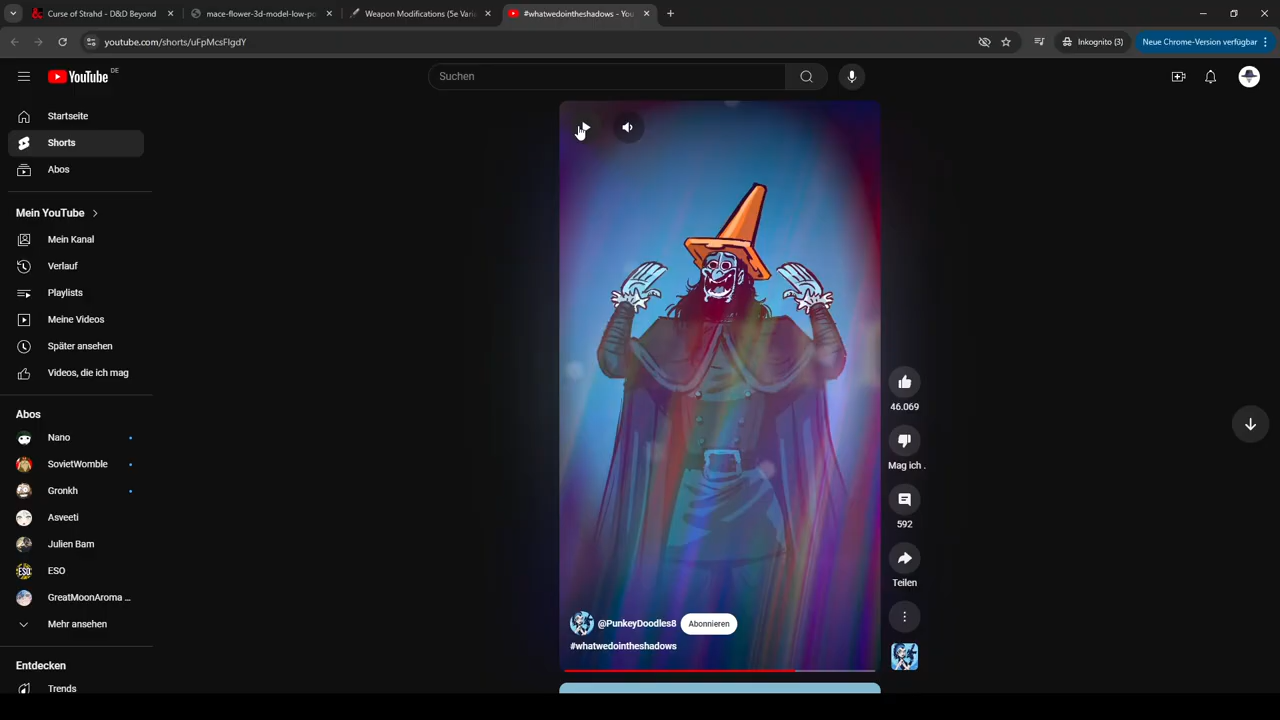 Curse of Strahd - D&D Beyond
mace-flower-3d-model-low-po
Weapon Modifications (5e Vari
#whatwedointheshadows - You
youtube.com/shorts/uFpMcsFIgdY
Inkognito (3)
Neue Chrome-Version verfügbar
YouTube DE
Suchen
Startseite
Shorts
Abos
Mein YouTube
Mein Kanal
Verlauf
Playlists
Meine Videos
Später ansehen
Videos, die ich mag
Abos
Nano
SovietWomble
Gronkh
Asveeti
Julien Bam
ESO
GreatMoonAroma ...
Mehr ansehen
Entdecken
Trends
46.069
Mag ich .
592
Teilen
@PunkeyDoodles8
Abonnieren
#whatwedointheshadows